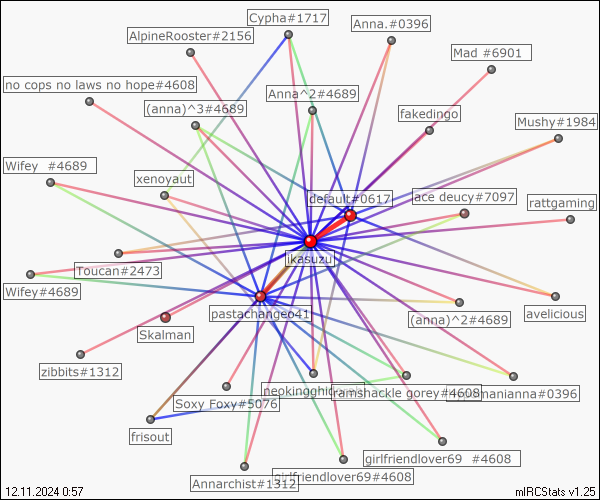 Cypha#1717
Anna.#0396
AlpineRooster#2156
Mad #6901
no cops no laws no hope#4608
Anna^2#4689
(anna)^3#4689
fakedingo
Mushy#1984
Wifey #4689
xenoyaut
default#0617
ace deucy#7097
rattgaming
ikasuzu
Toucan#2473
Wifey#4689
pastachangeo41
(anna)^2#4689
avelicious
Skalman
zibbits#1312
neokingghidorah
ramshackle gorey#4608
manianna#0396
Soxy Foxy#5076
frisout
girlfriendlover69 #4608
girlfriendlover69#4608
Annarchist#1312
12.11.2024 0:57
mIRCStats v1.25